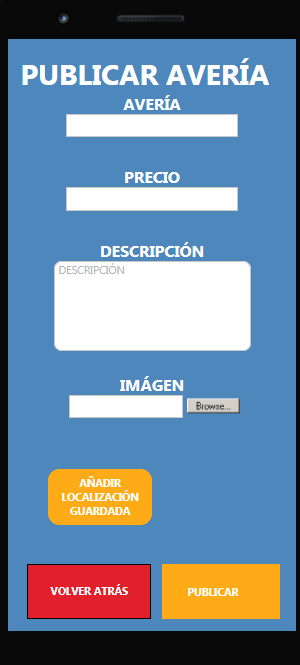 PUBLICAR AVERÍA
AVERÍA
PRECIO
DESCRIPCIÓN
DESCRIPCIÓN
IMÁGEN
Browse...
AÑADIR
LOCALIZACIÓN
GUARDADA
VOLVER ATRÁS
PUBLICAR